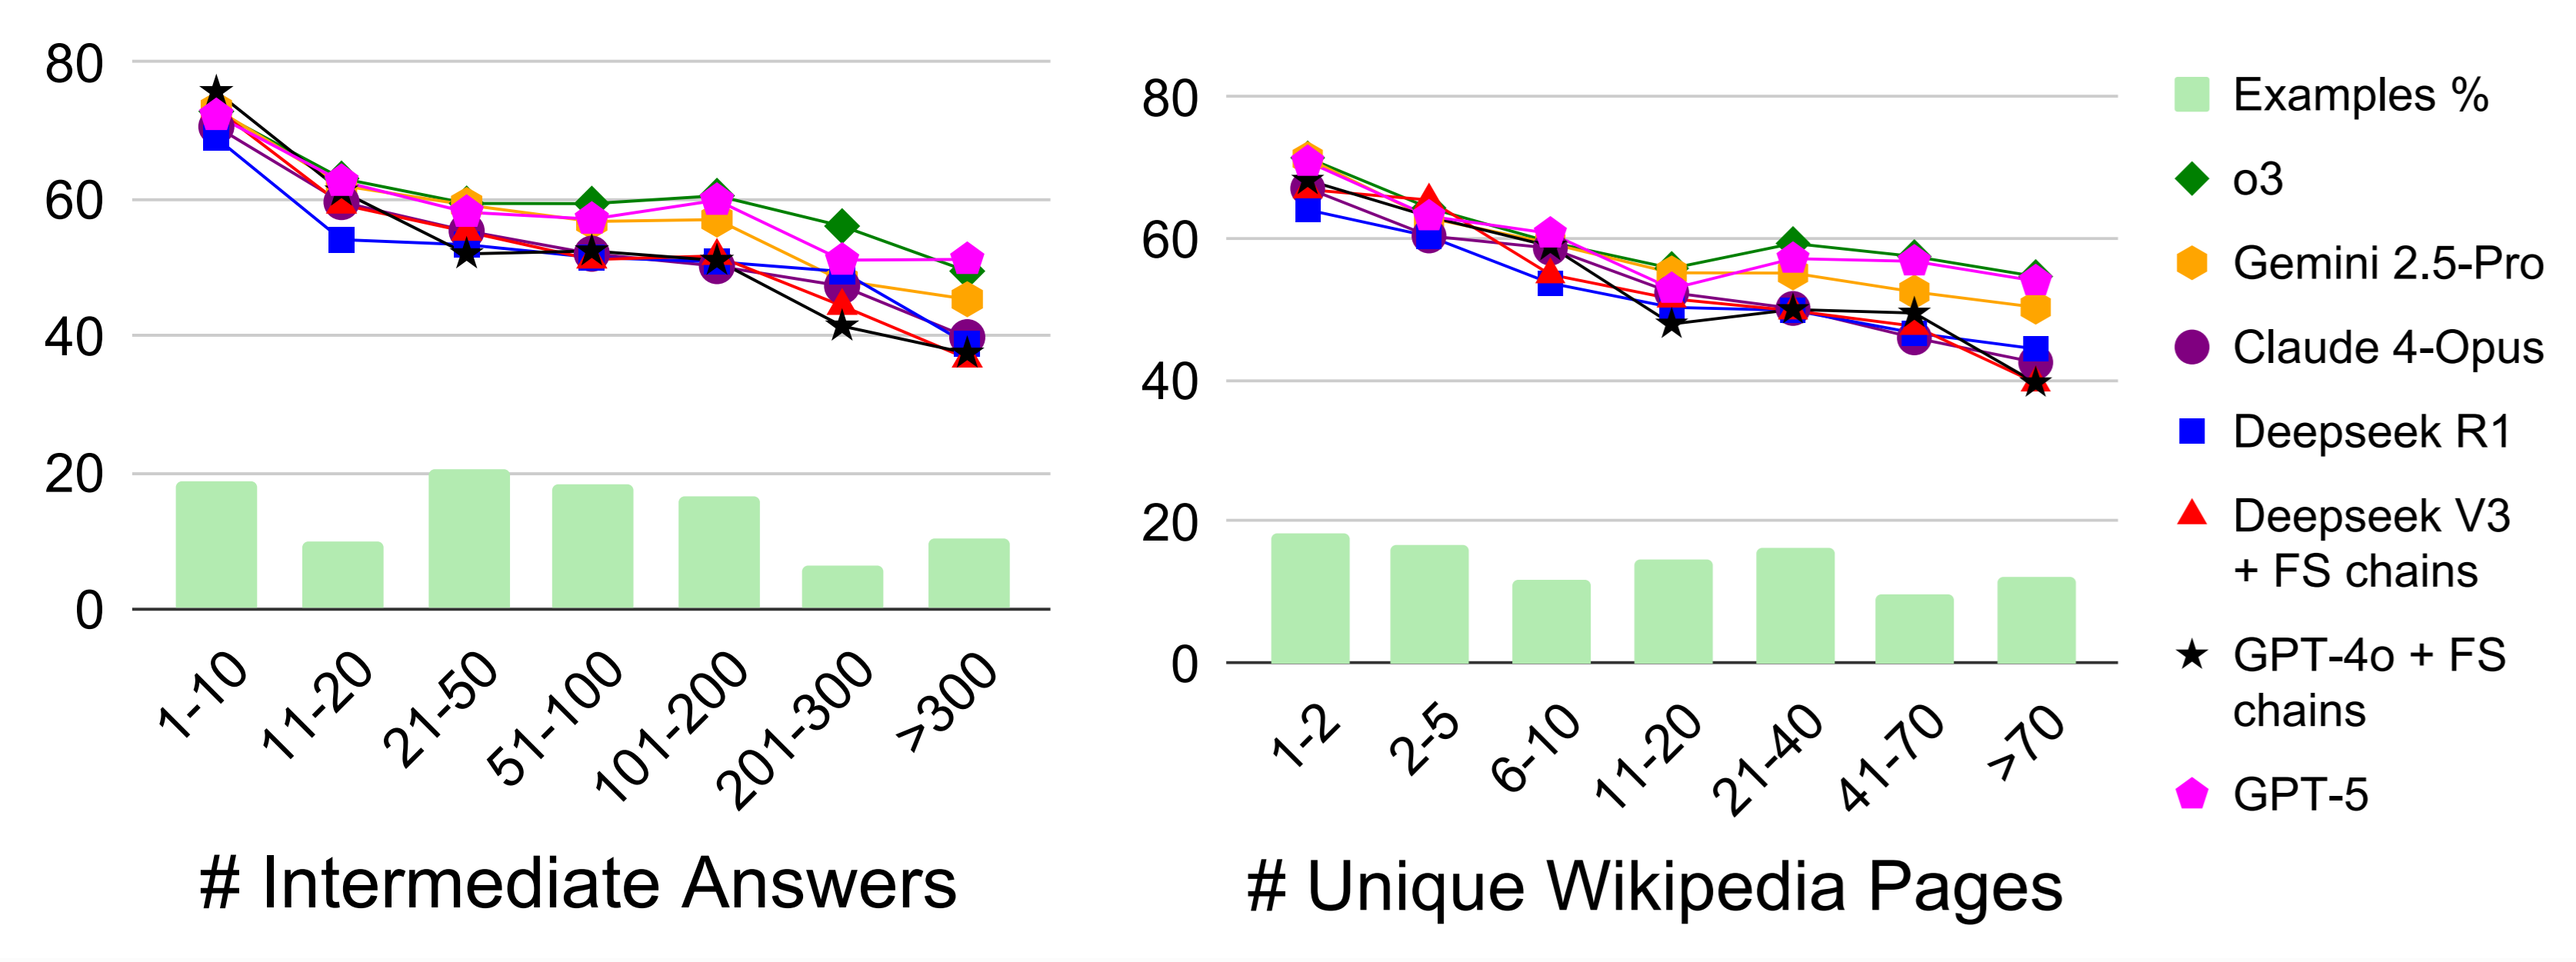 80
60
40
20
0
1-10
11-20
21-50
51-100
101-200
201-300
>300
# Intermediate Answers
80
60
40
20
0
1-2
2-5
6-10
11-20
21-40
41-70
>70
# Unique Wikipedia Pages
Examples %
o3
Gemini 2.5-Pro
Claude 4-Opus
Deepseek R1
Deepseek V3
+ FS chains
GPT-4o + FS
chains
GPT-5